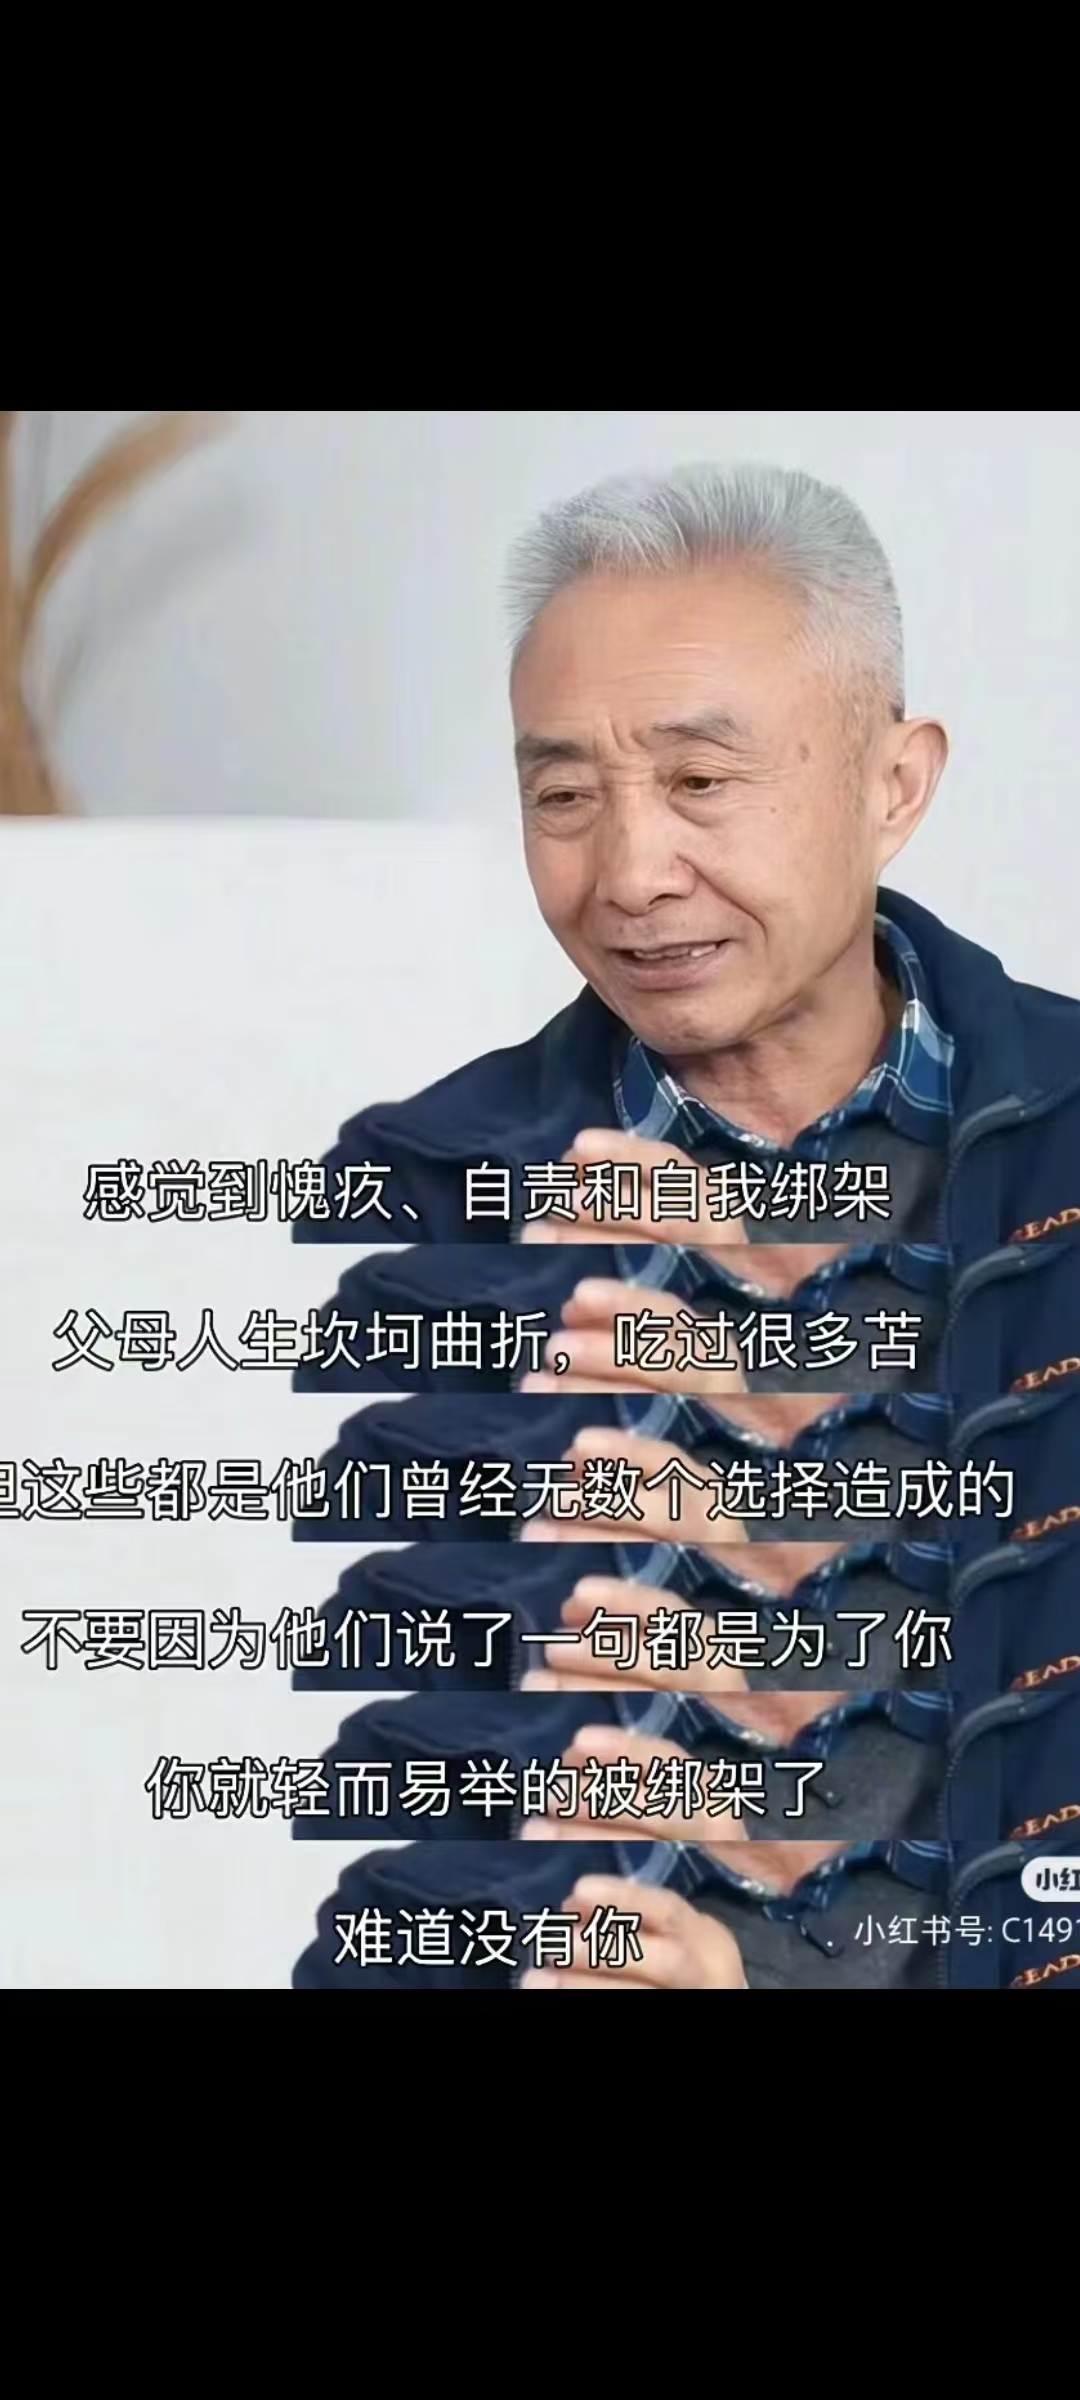 感觉到愧疚、自责和自我绑架
父母人生坎坷曲折，吃过很多苦
但这些都是他们曾经无数个选择造成的
不要因为他们说了一句都是为了你
你就轻而易举的被绑架了
难道没有你
小红
小红书号: C1491